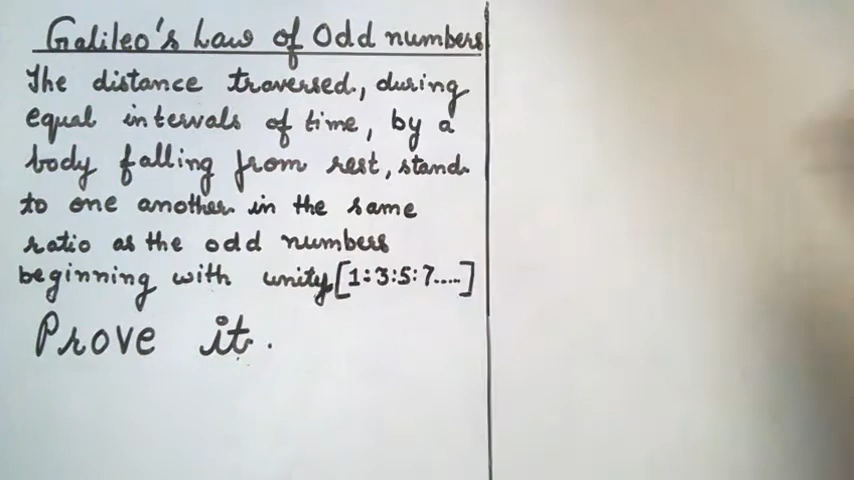 Galileo's Law of Odd numbers
The distance traversed, during
equal intervals of time, by a
body falling from rest, stand
to one another in the same
ratio as the odd numbers
beginning with unity [1:3:5:7.....]
Prove it.